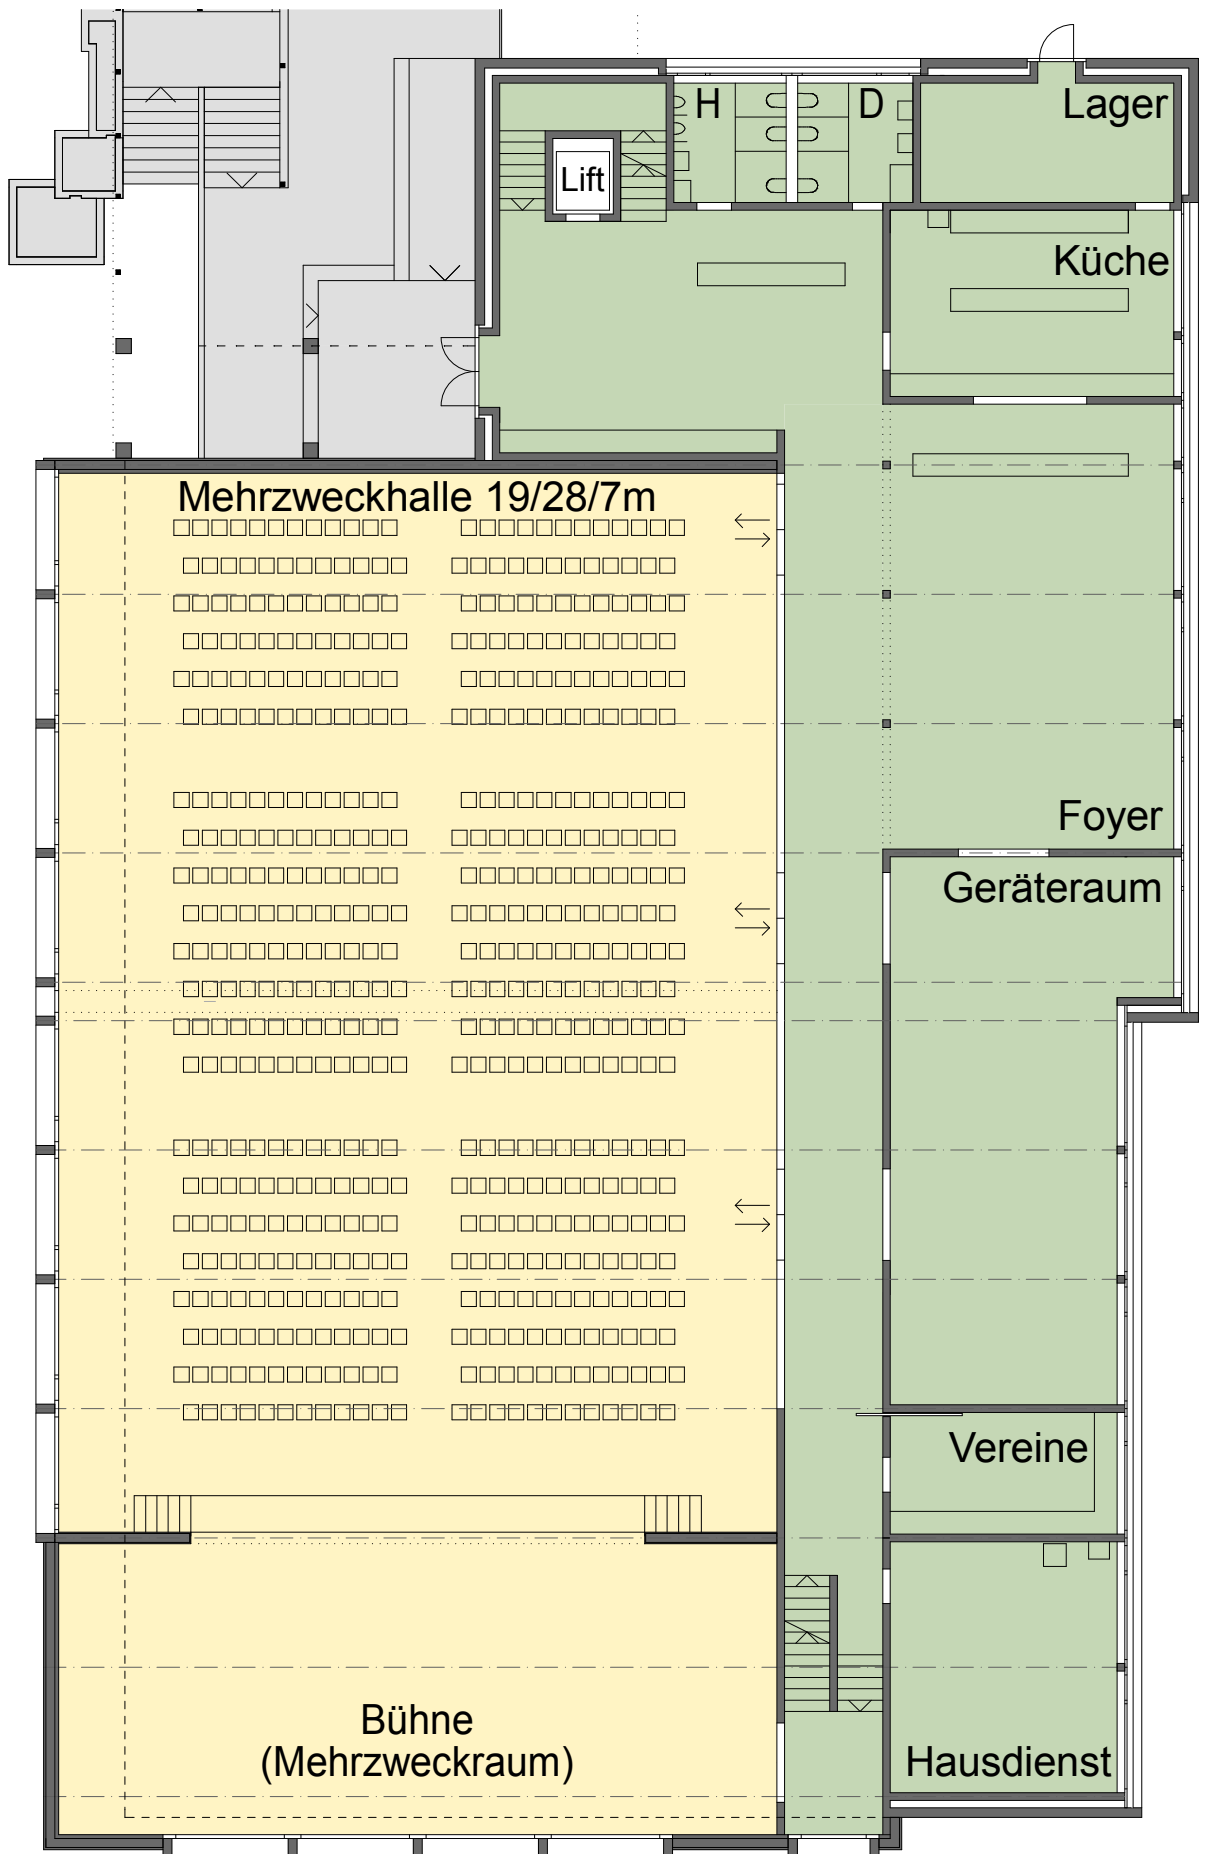 H
D
Lager
Lift
Küche
Mehrzweckhalle 19/28/7m
Foyer
Geräteraum
Vereine
Bühne
(Mehrzweckraum)
Hausdienst